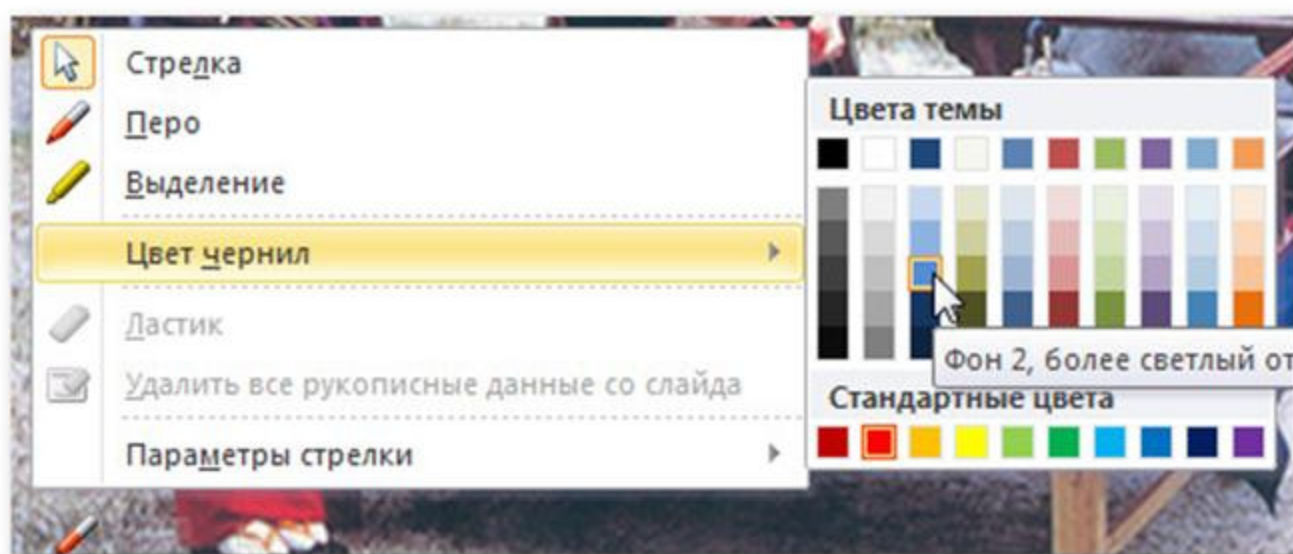 Стрелка
Перо
Выделение
Цвет чернил
Ластик
Удалить все рукописные данные со слайда
Параметры стрелки
Цвета темы
Фон 2, более светлый от
Стандартные цвета